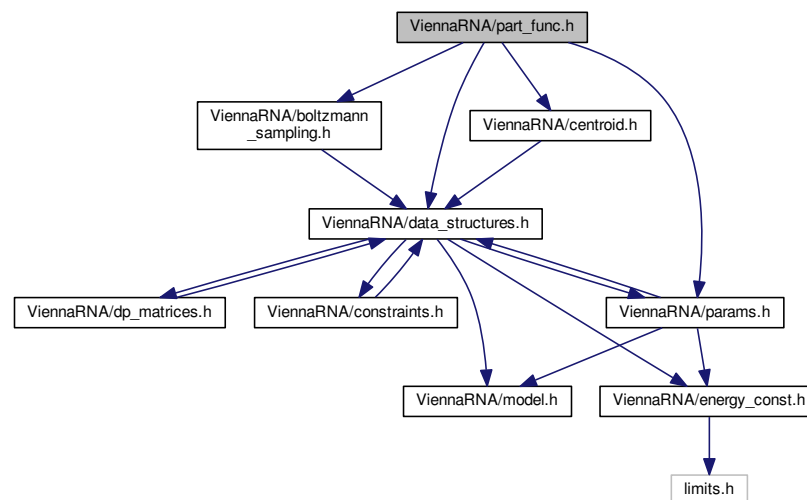 ViennaRNA/part_func.h
ViennaRNA/boltzmann
_sampling.h
ViennaRNA/centroid.h
ViennaRNA/data_structures.h
ViennaRNA/dp_matrices.h
ViennaRNA/constraints.h
ViennaRNA/params.h
ViennaRNA/model.h
ViennaRNA/energy_const.h
limits.h